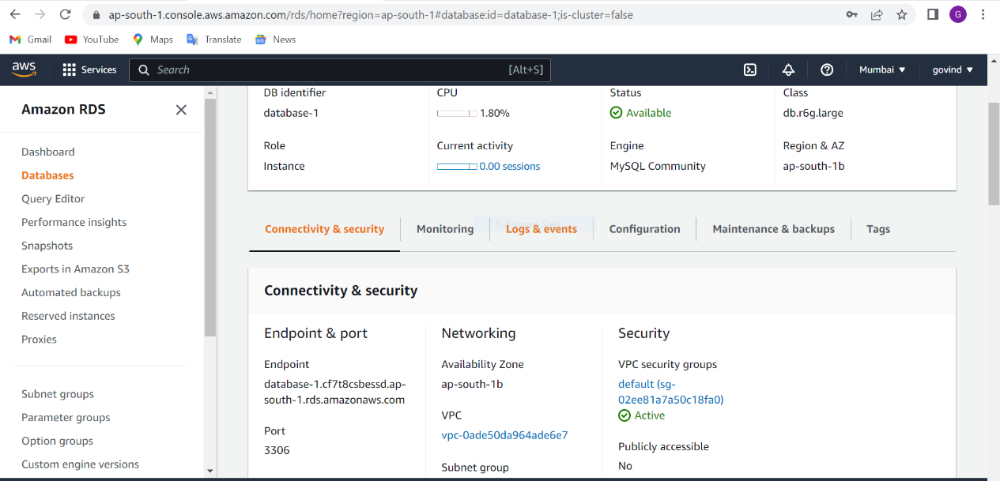 ap-south-1.console.aws.amazon.com/rds/home?region=ap-south-1#database:id=database-1;is-cluster=false
G
Gmail YouTube Maps Translate News
aws Services Search [Alt+S] Mumbai govind
Amazon RDS
Dashboard
Databases
Query Editor
Performance insights
Snapshots
Exports in Amazon S3
Automated backups
Reserved instances
Proxies
Subnet groups
Parameter groups
Option groups
Custom engine versions
DB identifier
database-1
CPU
1.80%
Status
Available
Class
db.r6g.large
Role
Instance
Current activity
0.00 sessions
Engine
MySQL Community
Region & AZ
ap-south-1b
Connectivity & security Monitoring Logs & events Configuration Maintenance & backups Tags
Connectivity & security
Endpoint & port
Endpoint
database-1.cf7t8csbessd.ap-
south-1.rds.amazonaws.com
Port
3306
Networking
Availability Zone
ap-south-1b
VPC
vpc-0ade50da964ade6e7
Subnet group
Security
VPC security groups
default (sg-
02ee81a7a50c18fa0)
Active
Publicly accessible
No